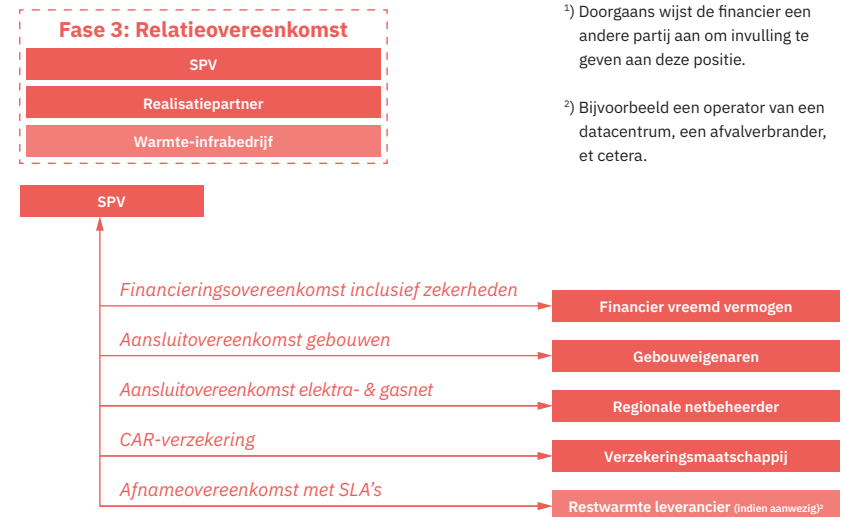 Fase 3: Relatieovereenkomst
SPV
Realisatiepartner
Warmte-infrabedrijf
¹) Doorgaans wijst de financier een
andere partij aan om invulling te
geven aan deze positie.
²) Bijvoorbeeld een operator van een
datacentrum, een afvalverbrander,
et cetera.
SPV
Financieringsovereenkomst inclusief zekerheden
Financier vreemd vermogen
Aansluitovereenkomst gebouwen
Gebouweigenaren
Aansluitovereenkomst elektra- & gasnet
Regionale netbeheerder
CAR-verzekering
Verzekeringsmaatschappij
Afnameovereenkomst met SLA's
Restwarmte leverancier (indien aanwezig)²